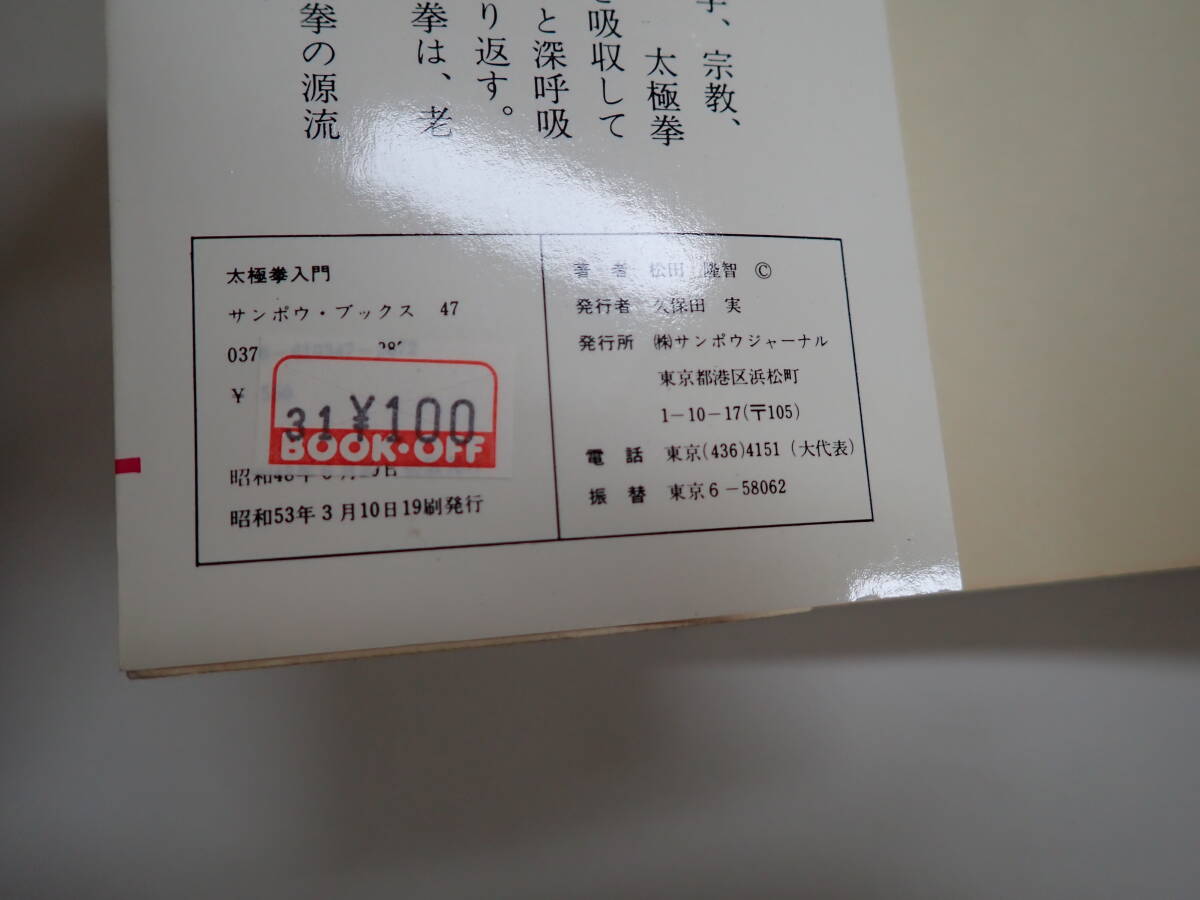 宗教、
太極拳
吸収して
と深呼吸
り返す。
拳は、老
拳の源流
太極拳入門
サンポウ・ブックス 47
037
¥
31 ¥100
BOOK・OFF
昭和53年3月10日19刷発行
著者 松田 隆智 ©
発行者 久保田 実
発行所 ㈱サンポウジャーナル
東京都港区浜松町
1-10-17(〒105)
電話 東京(436)4151(大代表)
振替 東京6-58062